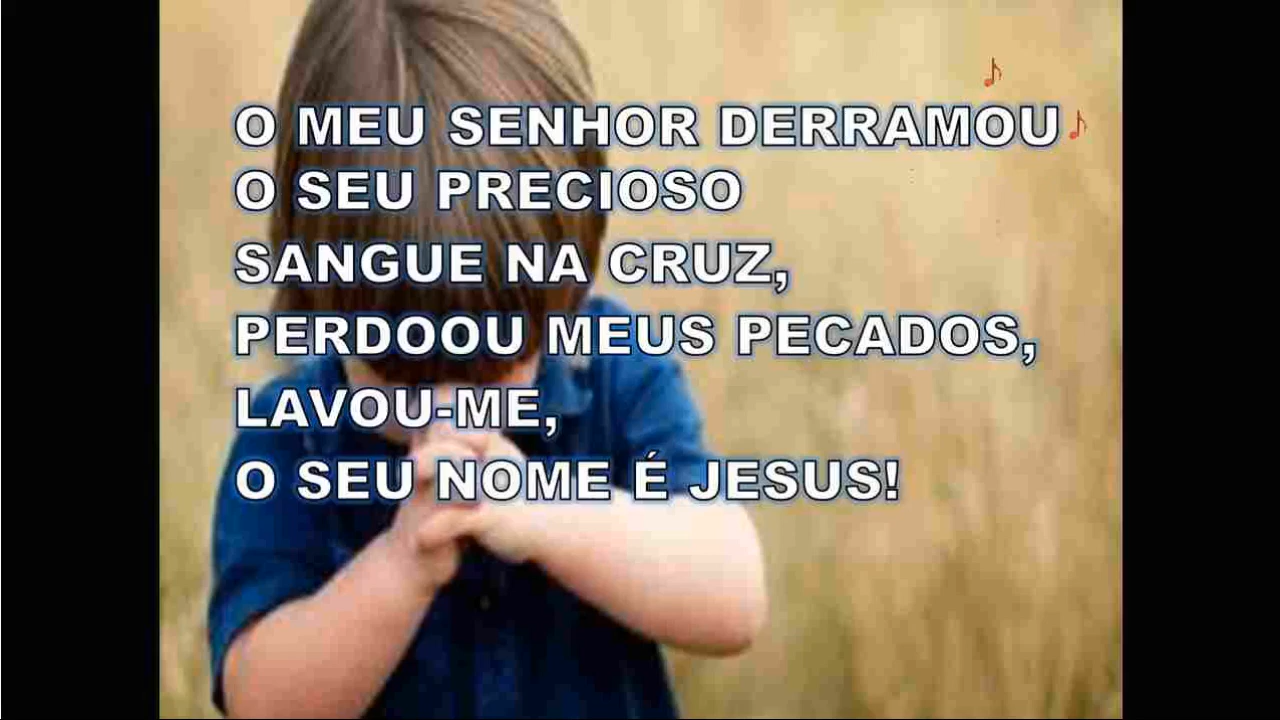 O MEU SENHOR DERRAMOU
O SEU PRECIOSO
SANGUE NA CRUZ,
PERDOOU MEUS PECADOS,
LAVOU-ME,
O SEU NOME É JESUS!